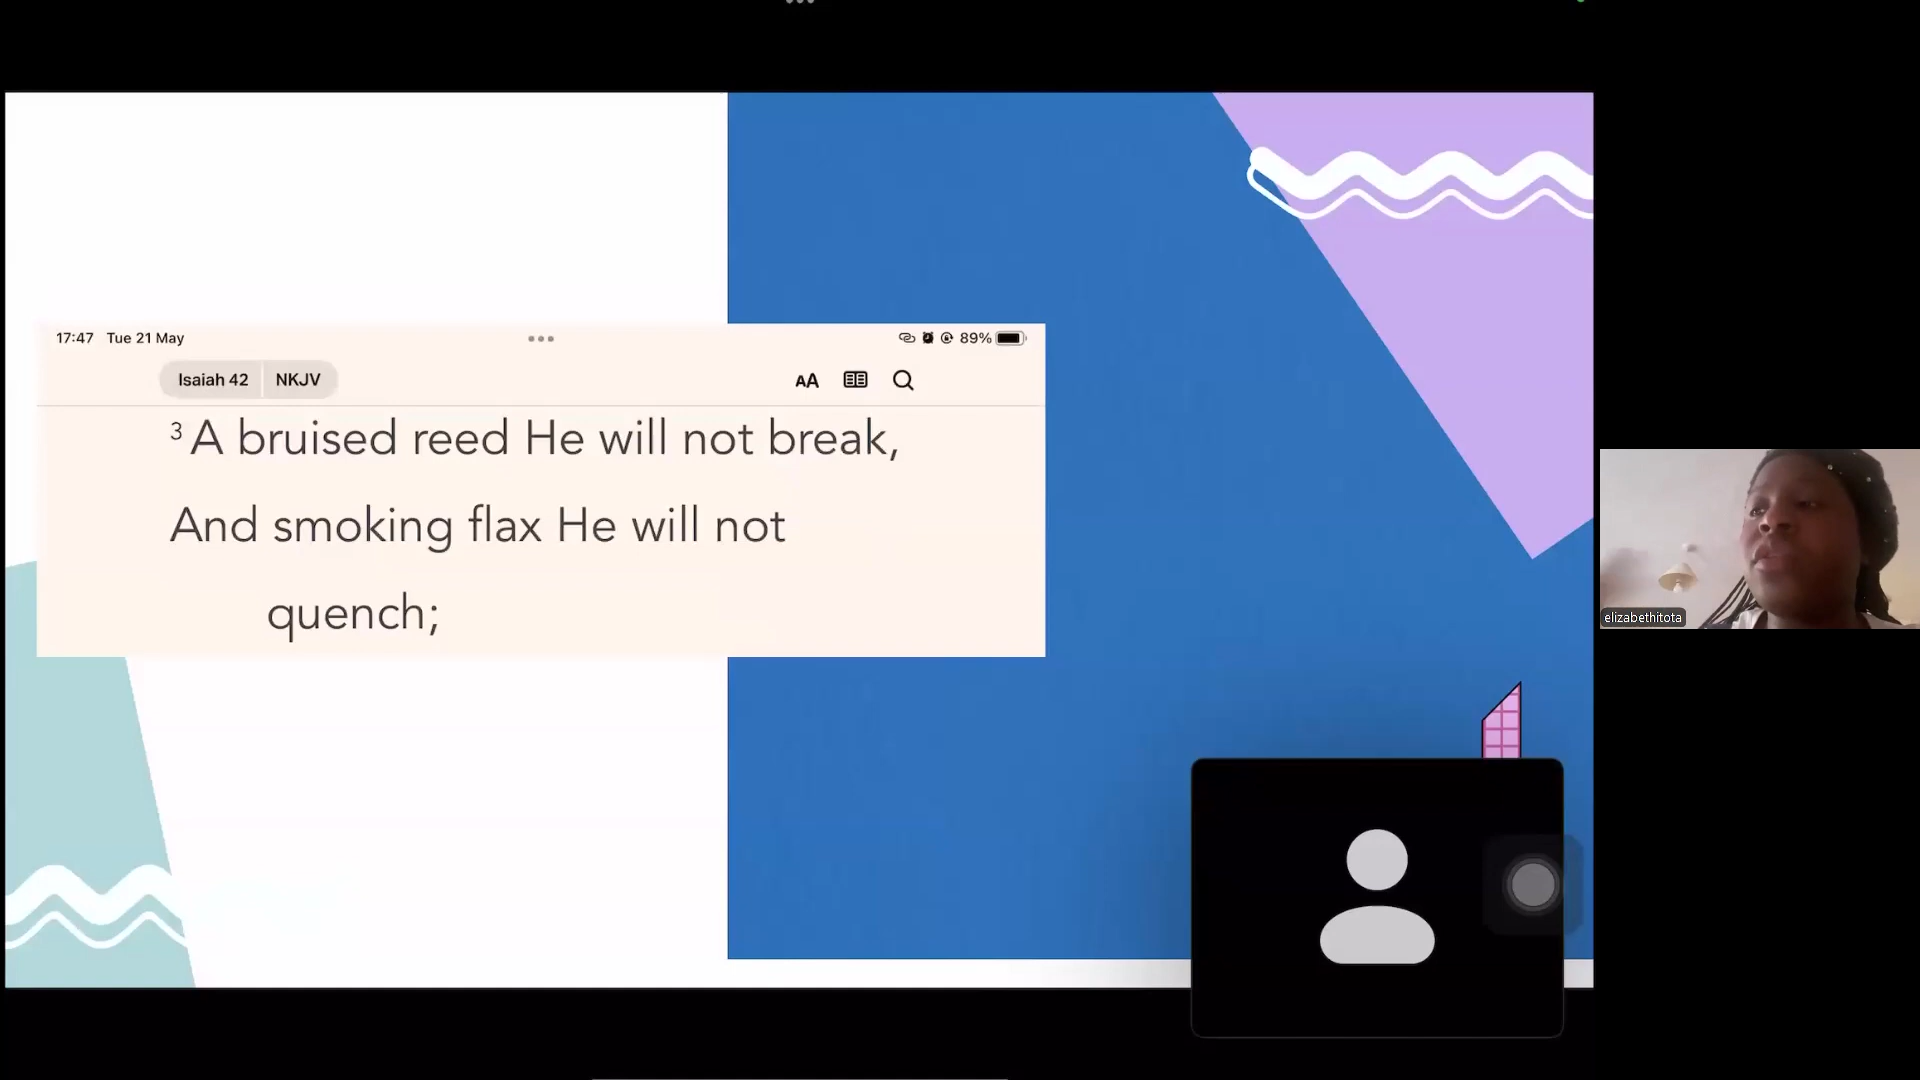 17:47 Tue 21 May
89%
Isaiah 42 NKJV
AA
3 A bruised reed He will not break,
And smoking flax He will not
quench;
elizabethitota